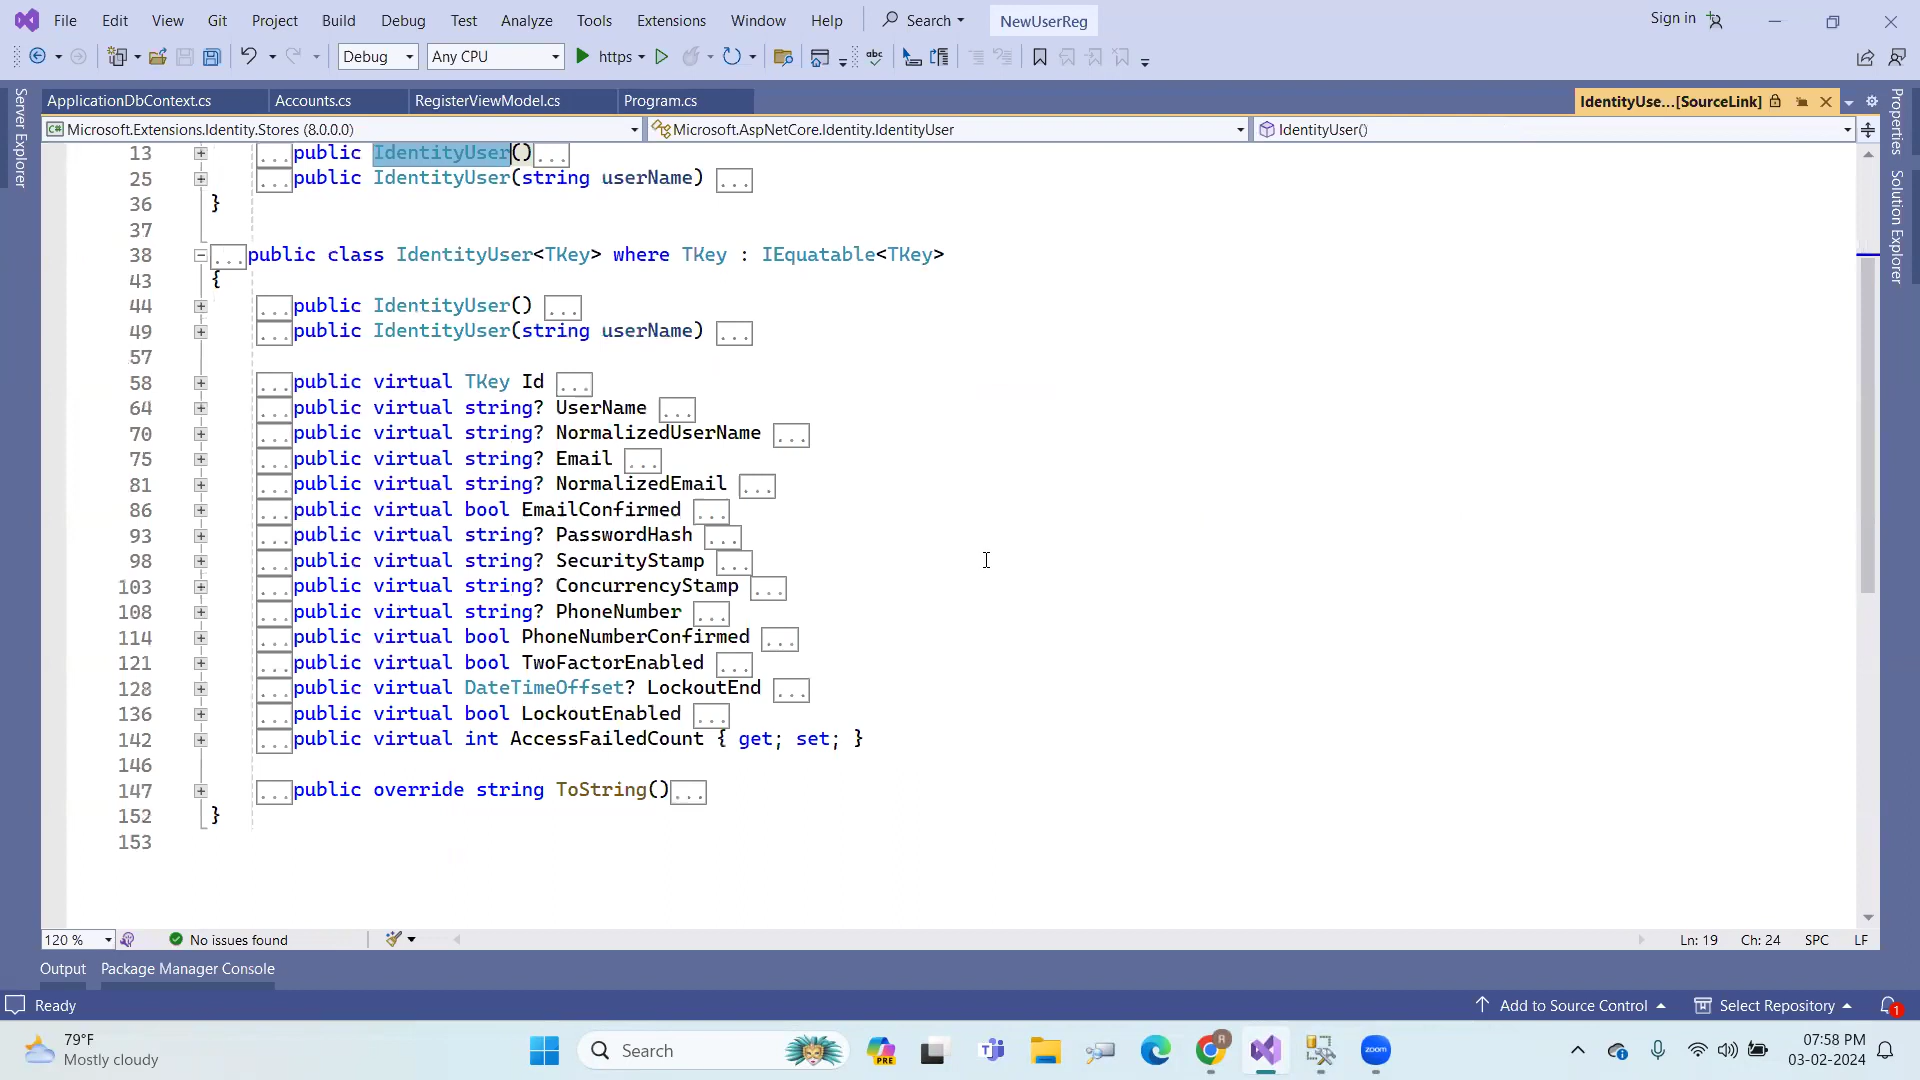 File Edit View Git Project Build Debug Test Analyze Tools Extensions Window Help Search NewUserReg Sign in
Debug Any CPU https abc
ApplicationDbContext.cs Accounts.cs RegisterViewModel.cs Program.cs IdentityUse...[SourceLink]
C# Microsoft.Extensions.Identity.Stores (8.0.0.0) Microsoft.AspNetCore.Identity.IdentityUser IdentityUser()
Server Explorer
Properties
Solution Explorer
13 ...public IdentityUser()...
25 ...public IdentityUser(string userName) ...
36 }
37
38 ...public class IdentityUser<TKey> where TKey : IEquatable<TKey>
43 {
44 ...public IdentityUser() ...
49 ...public IdentityUser(string userName) ...
57
58 ...public virtual TKey Id ...
64 ...public virtual string? UserName ...
70 ...public virtual string? NormalizedUserName ...
75 ...public virtual string? Email ...
81 ...public virtual string? NormalizedEmail ...
86 ...public virtual bool EmailConfirmed ...
93 ...public virtual string? PasswordHash ...
98 ...public virtual string? SecurityStamp ...
103 ...public virtual string? ConcurrencyStamp ...
108 ...public virtual string? PhoneNumber ...
114 ...public virtual bool PhoneNumberConfirmed ...
121 ...public virtual bool TwoFactorEnabled ...
128 ...public virtual DateTimeOffset? LockoutEnd ...
136 ...public virtual bool LockoutEnabled ...
142 ...public virtual int AccessFailedCount { get; set; }
146
147 ...public override string ToString()...
152 }
153
120 % No issues found Ln: 19 Ch: 24 SPC LF
Output Package Manager Console
Ready Add to Source Control Select Repository 1
79°F
Mostly cloudy
Search
PRE
R
zoom
07:58 PM
03-02-2024